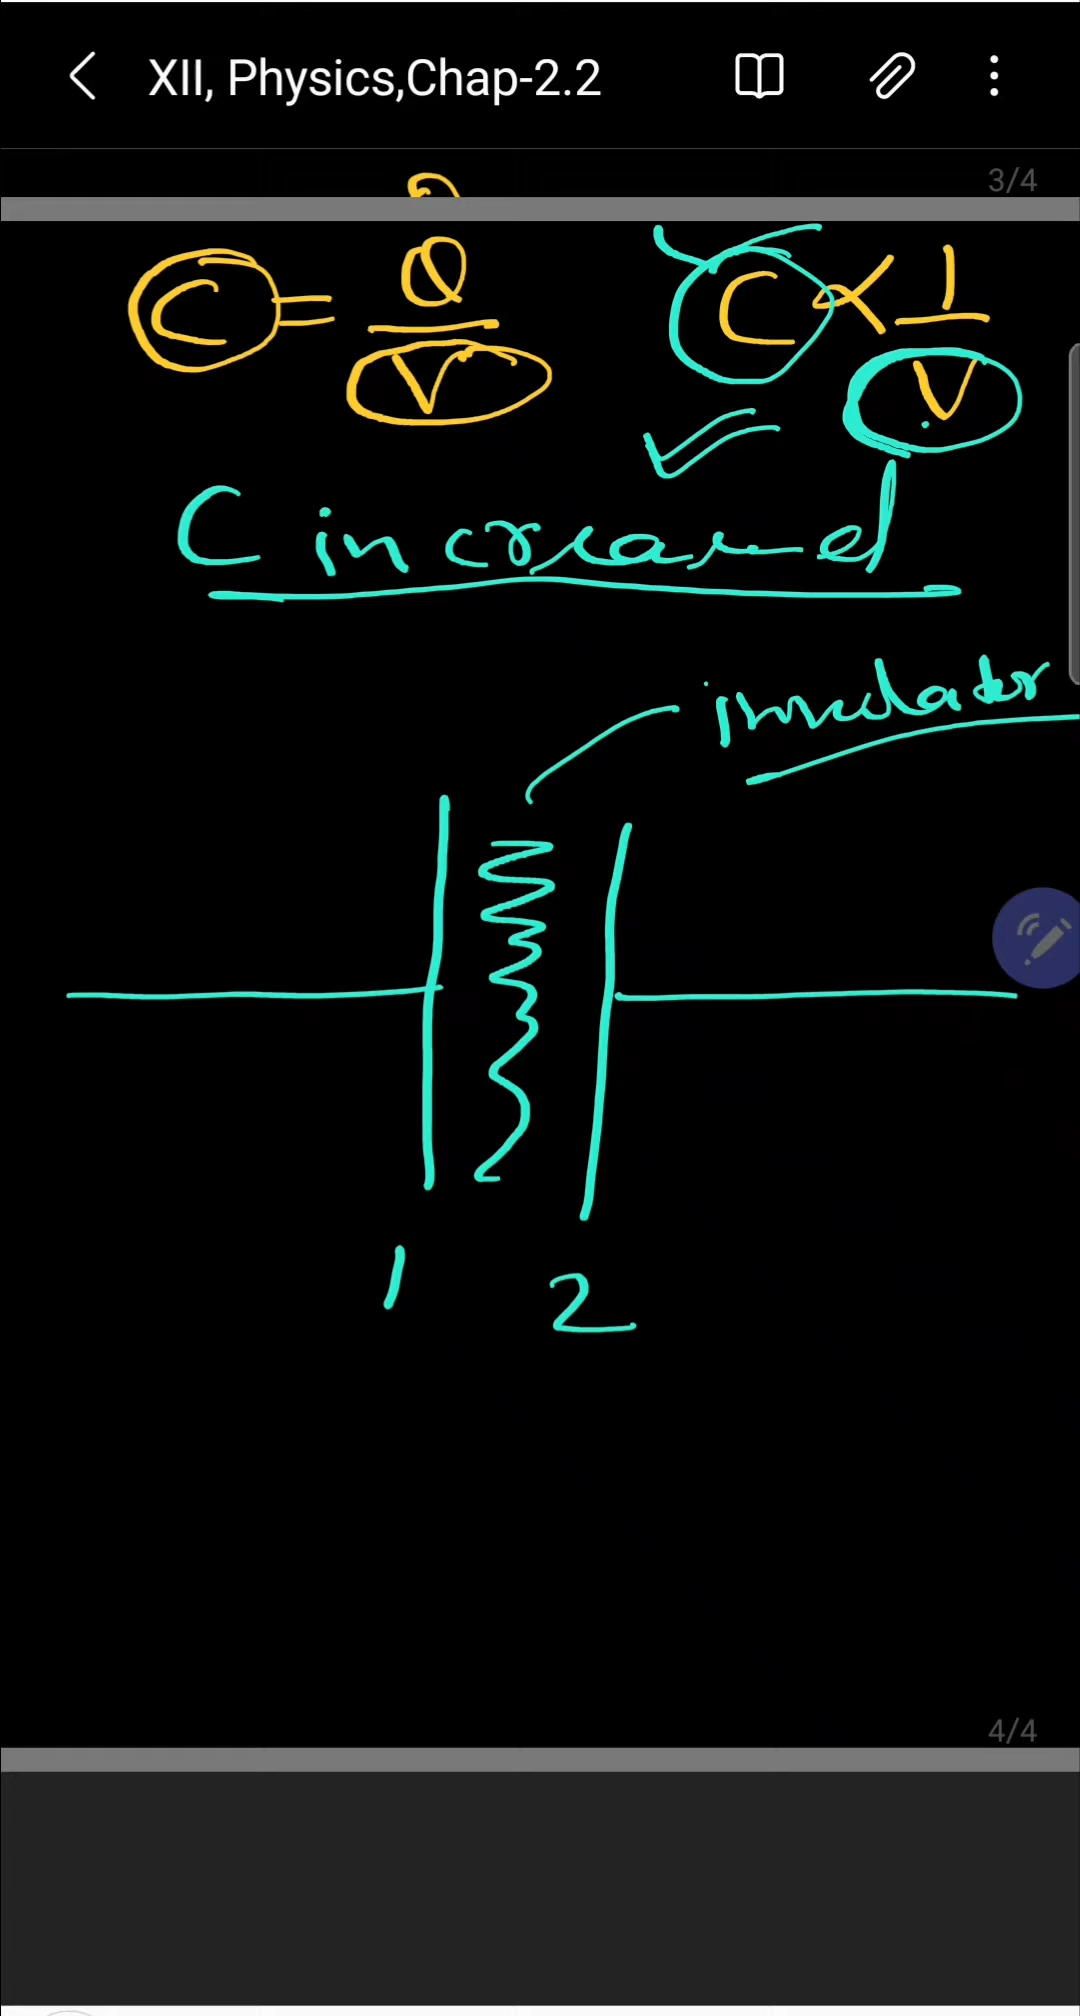 XII, Physics,Chap-2.2
3/4
C = Q/V C ∝ 1/V
C increased
insulator
1 2
4/4